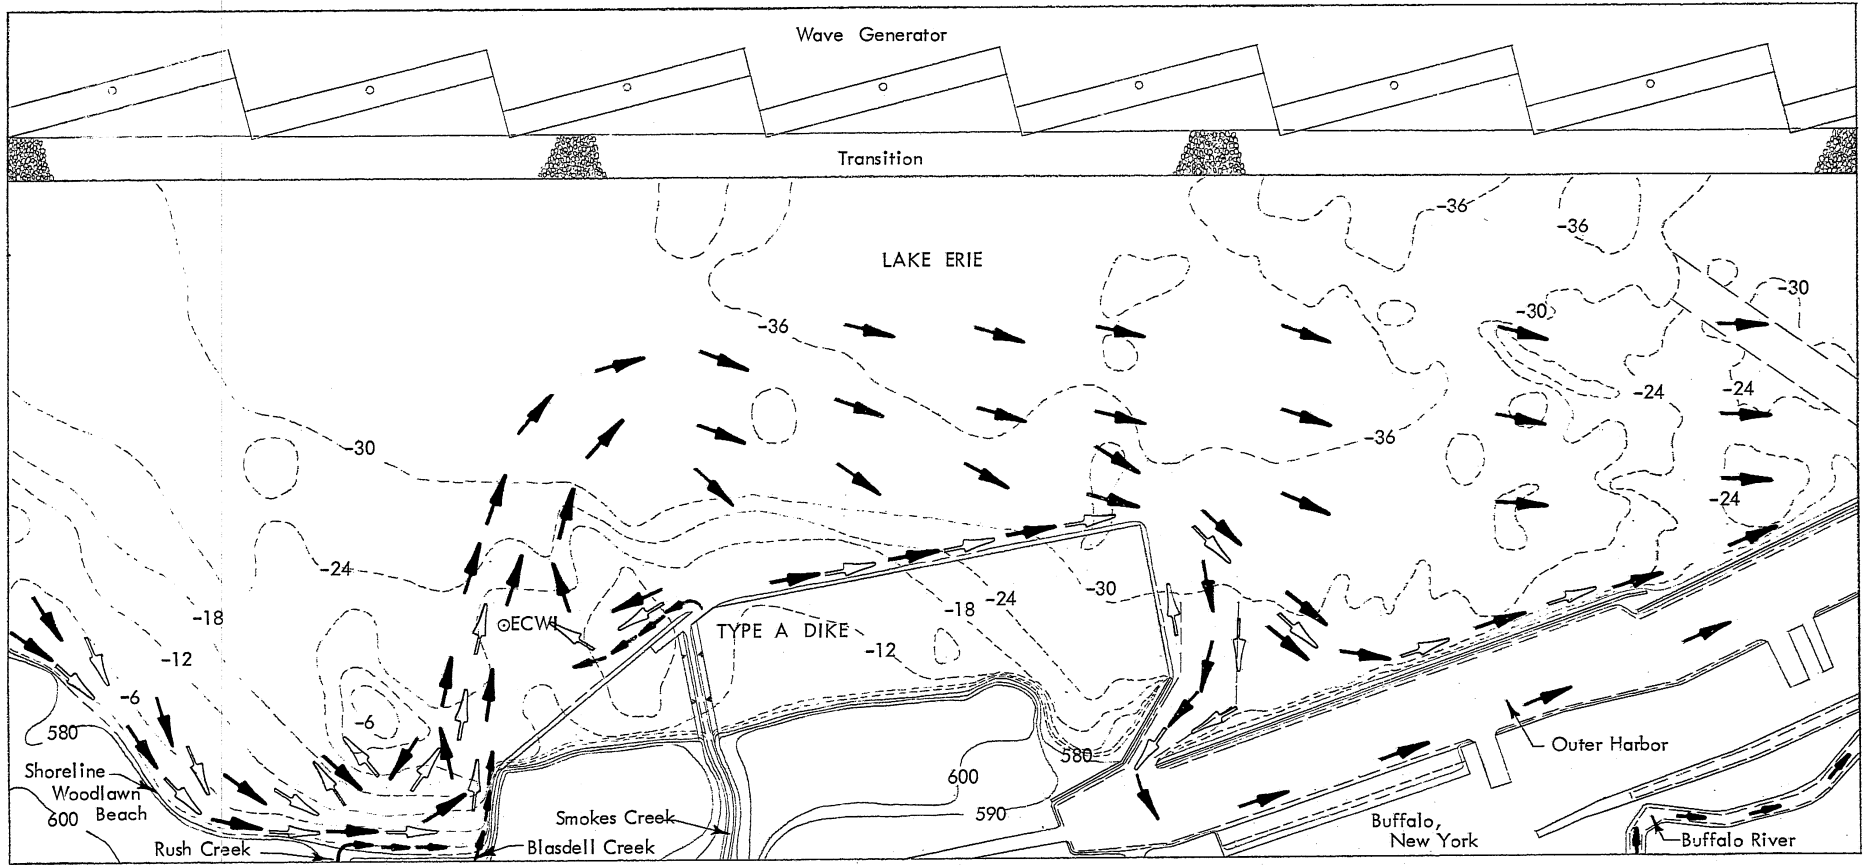 Wave Generator
Transition
-36
-36
LAKE ERIE
-30
-36
-30
-24
-24
-36
-30
-24
-24
-30
-18
-24
-18
ECWI
TYPE A DIKE
-12
-12
-6
-6
580
Outer Harbor
580
Shoreline
Woodlawn
Beach
600
600
590
Smokes Creek
Buffalo,
New York
Rush Creek
Blasdell Creek
Buffalo River